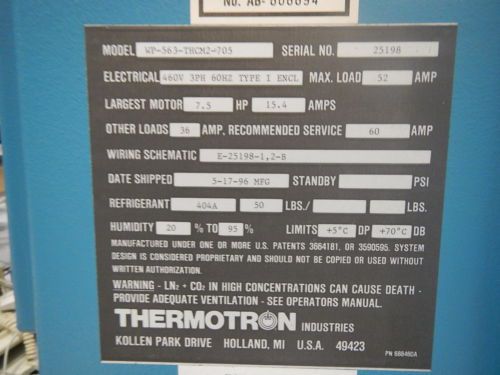 No. AB- 606694
MODEL WP-563-THCM2-705 SERIAL NO. 25198
ELECTRICAL 460V 3PH 60HZ TYPE I ENCL MAX. LOAD 52 AMP
LARGEST MOTOR 7.5 HP 15.4 AMPS
OTHER LOADS 36 AMP. RECOMMENDED SERVICE 60 AMP
WIRING SCHEMATIC E-25198-1,2-B
DATE SHIPPED 5-17-96 MFG STANDBY PSI
REFRIGERANT 404A 50 LBS./ LBS.
HUMIDITY 20 % TO 95 % LIMITS +5°C DP +70°C DB
MANUFACTURED UNDER ONE OR MORE U.S. PATENTS 3664181, OR 3590595. SYSTEM
DESIGN IS CONSIDERED PROPRIETARY AND SHOULD NOT BE COPIED OR USED WITHOUT
WRITTEN AUTHORIZATION.
WARNING - LN₂ + CO₂ IN HIGH CONCENTRATIONS CAN CAUSE DEATH -
PROVIDE ADEQUATE VENTILATION - SEE OPERATORS MANUAL.
THERMOTRON INDUSTRIES
KOLLEN PARK DRIVE HOLLAND, MI U.S.A. 49423